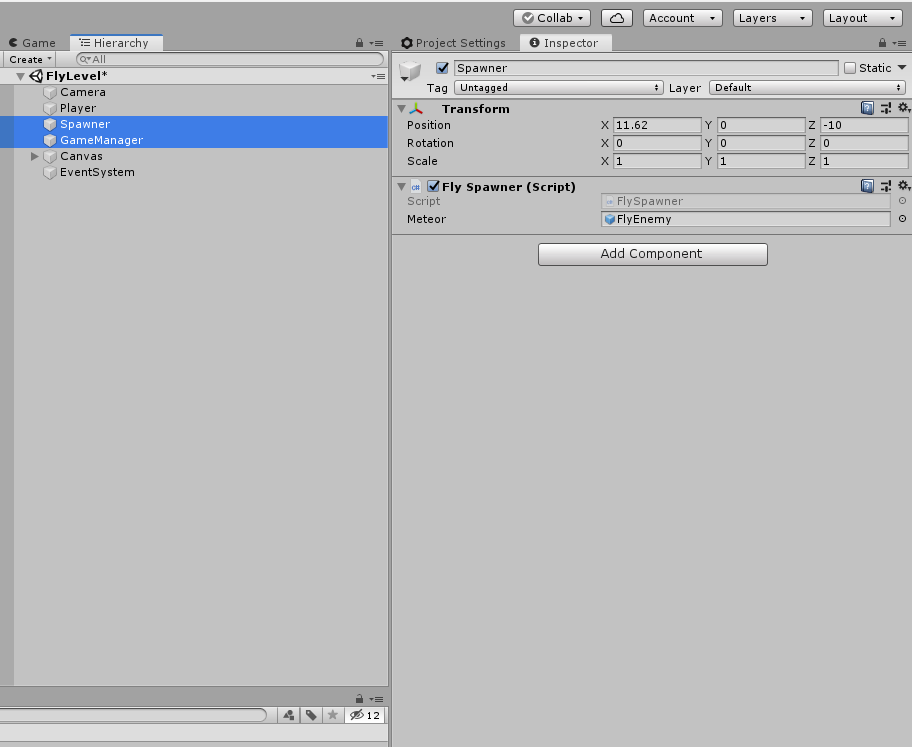 Collab
Account
Layers
Layout
Game
Hierarchy
Create
All
FlyLevel*
Camera
Player
Spawner
GameManager
Canvas
EventSystem
12
Project Settings
Inspector
Spawner
Static
Tag Untagged Layer Default
Transform
Position X 11.62 Y 0 Z -10
Rotation X 0 Y 0 Z 0
Scale X 1 Y 1 Z 1
Fly Spawner (Script)
Script FlySpawner
Meteor FlyEnemy
Add Component